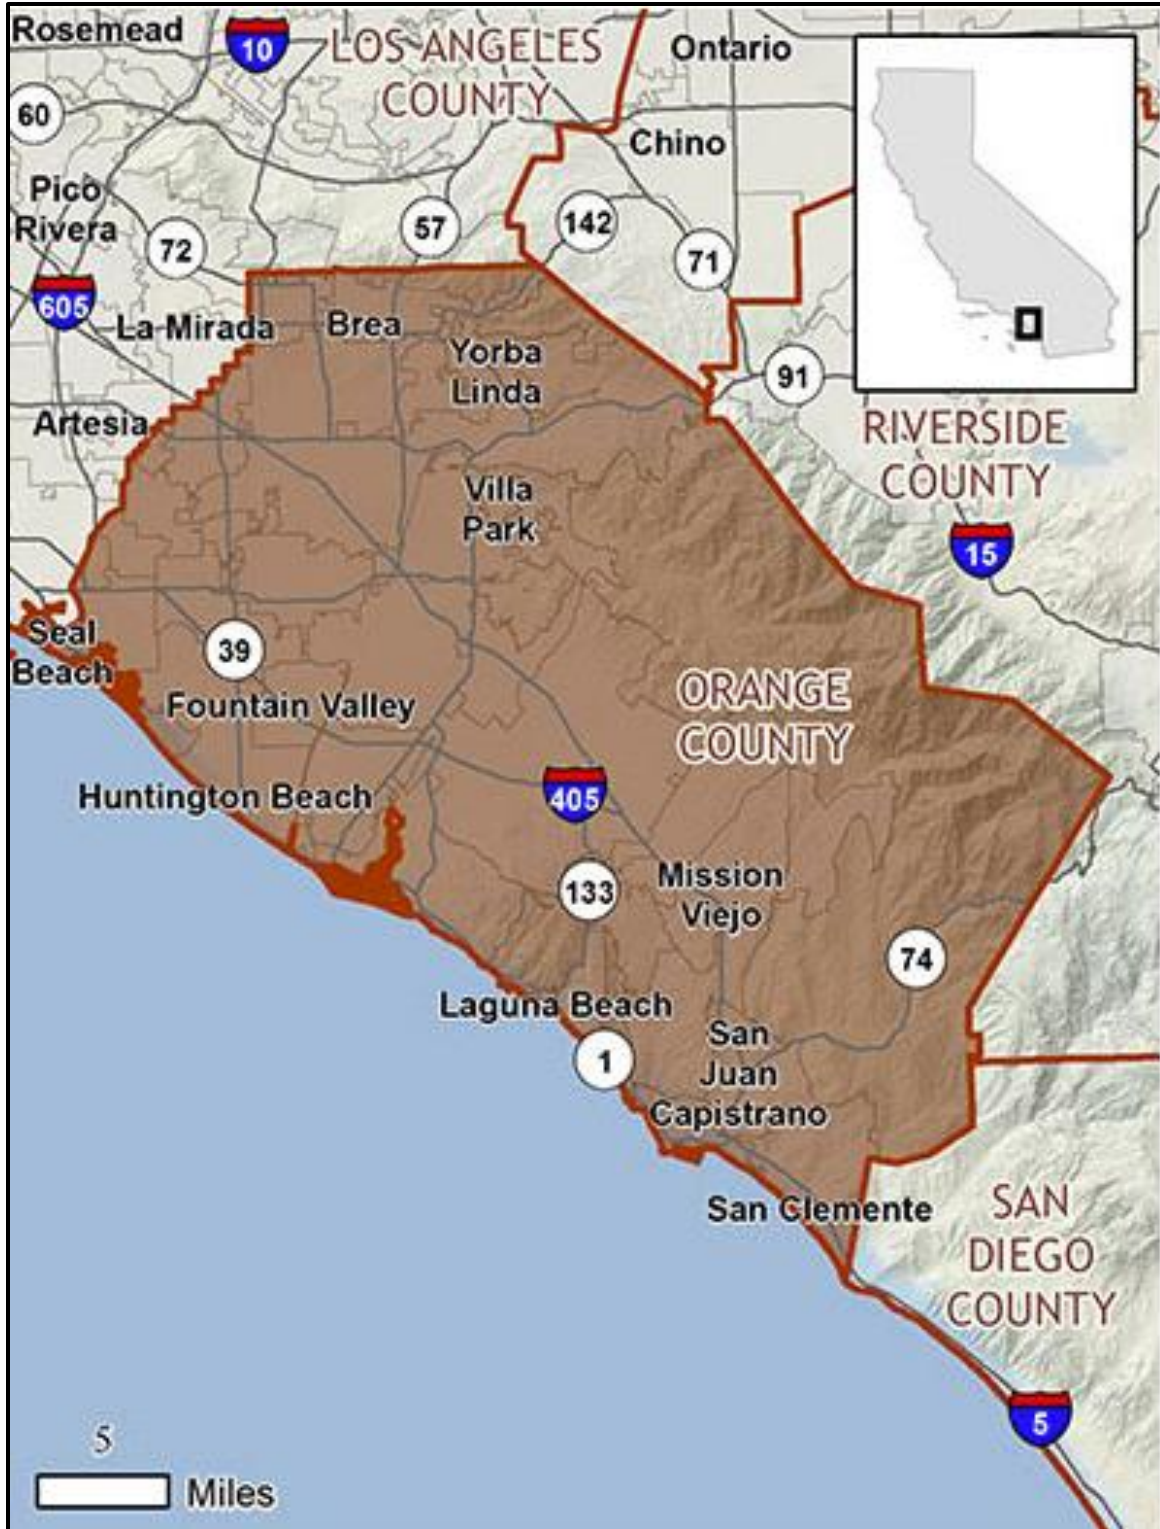 Rosemead
10
LOS ANGELES
COUNTY
Ontario
60
Chino
Pico
Rivera
72
57
142
71
605
La Mirada
Brea
Yorba
Linda
91
Artesia
RIVERSIDE
COUNTY
Villa
Park
15
Seal
Beach
39
Fountain Valley
ORANGE
COUNTY
Huntington Beach
405
133
Mission
Viejo
74
Laguna Beach
1
San
Juan
Capistrano
San Clemente
SAN
DIEGO
COUNTY
5
5
Miles